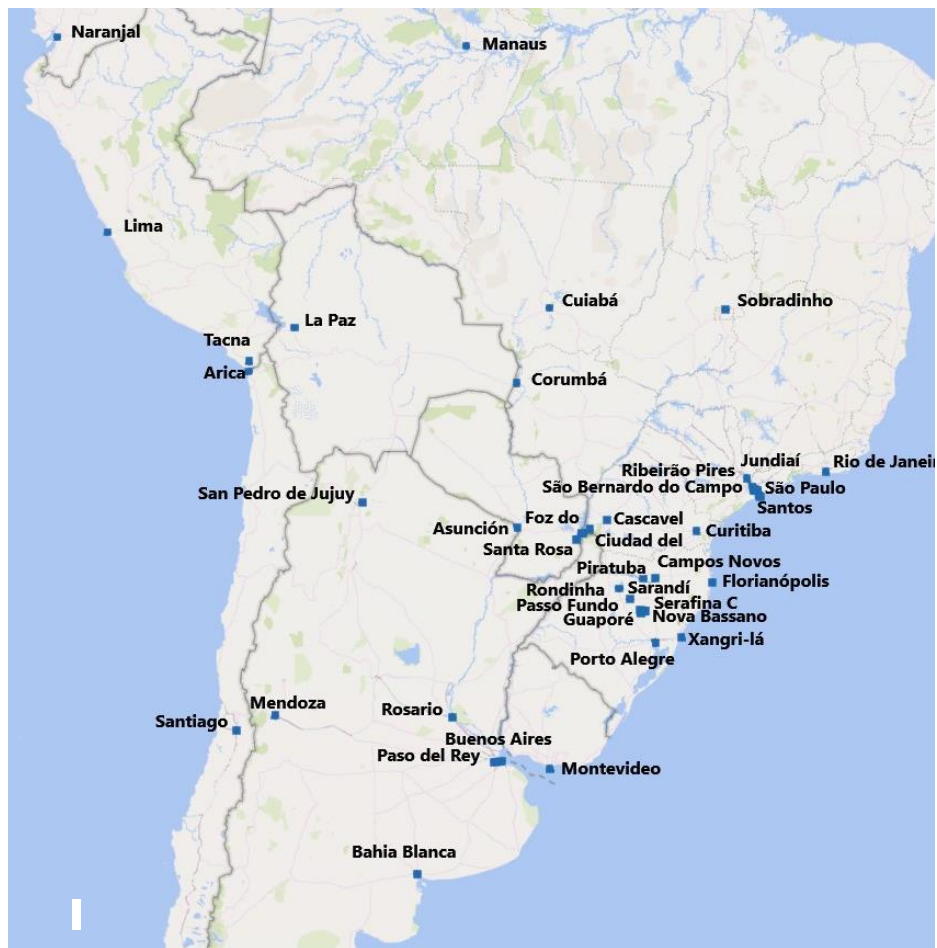 Naranjal
Manaus
Lima
Cuiabá
Sobradinho
La Paz
Tacna
Arica
Corumbá
Jundiaí
Rio de Janeir
Ribeirão Pires
São Bernardo do Campo
São Paulo
Santos
San Pedro de Jujuy
Asunción
Foz do
Cascavel
Curitiba
Santa Rosa
Ciudad del
Piratuba
Campos Novos
Rondinha
Sarandí
Florianópolis
Passo Fundo
Serafina C
Guaporé
Nova Bassano
Xangri-lá
Porto Alegre
Mendoza
Rosario
Santiago
Buenos Aires
Paso del Rey
Montevideo
Bahia Blanca